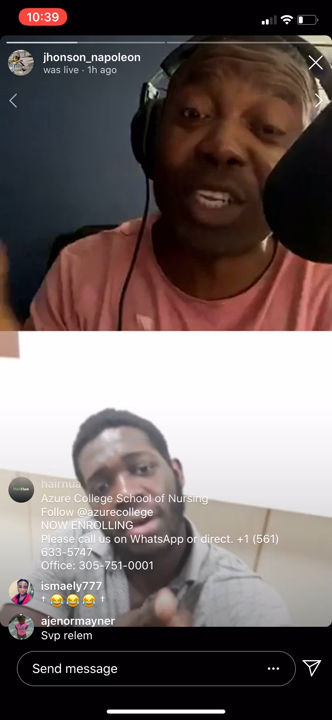 10:39
jhonson_napoleon
was live · 1h ago
hairnua
Azure College School of Nursing
Follow @azurecollege
NOW ENROLLING
Please call us on WhatsApp or direct. +1 (561)
633-5747
Office: 305-751-0001
ismaely777
† 😂😂😂 †
ajenormayner
Svp relem
Send message